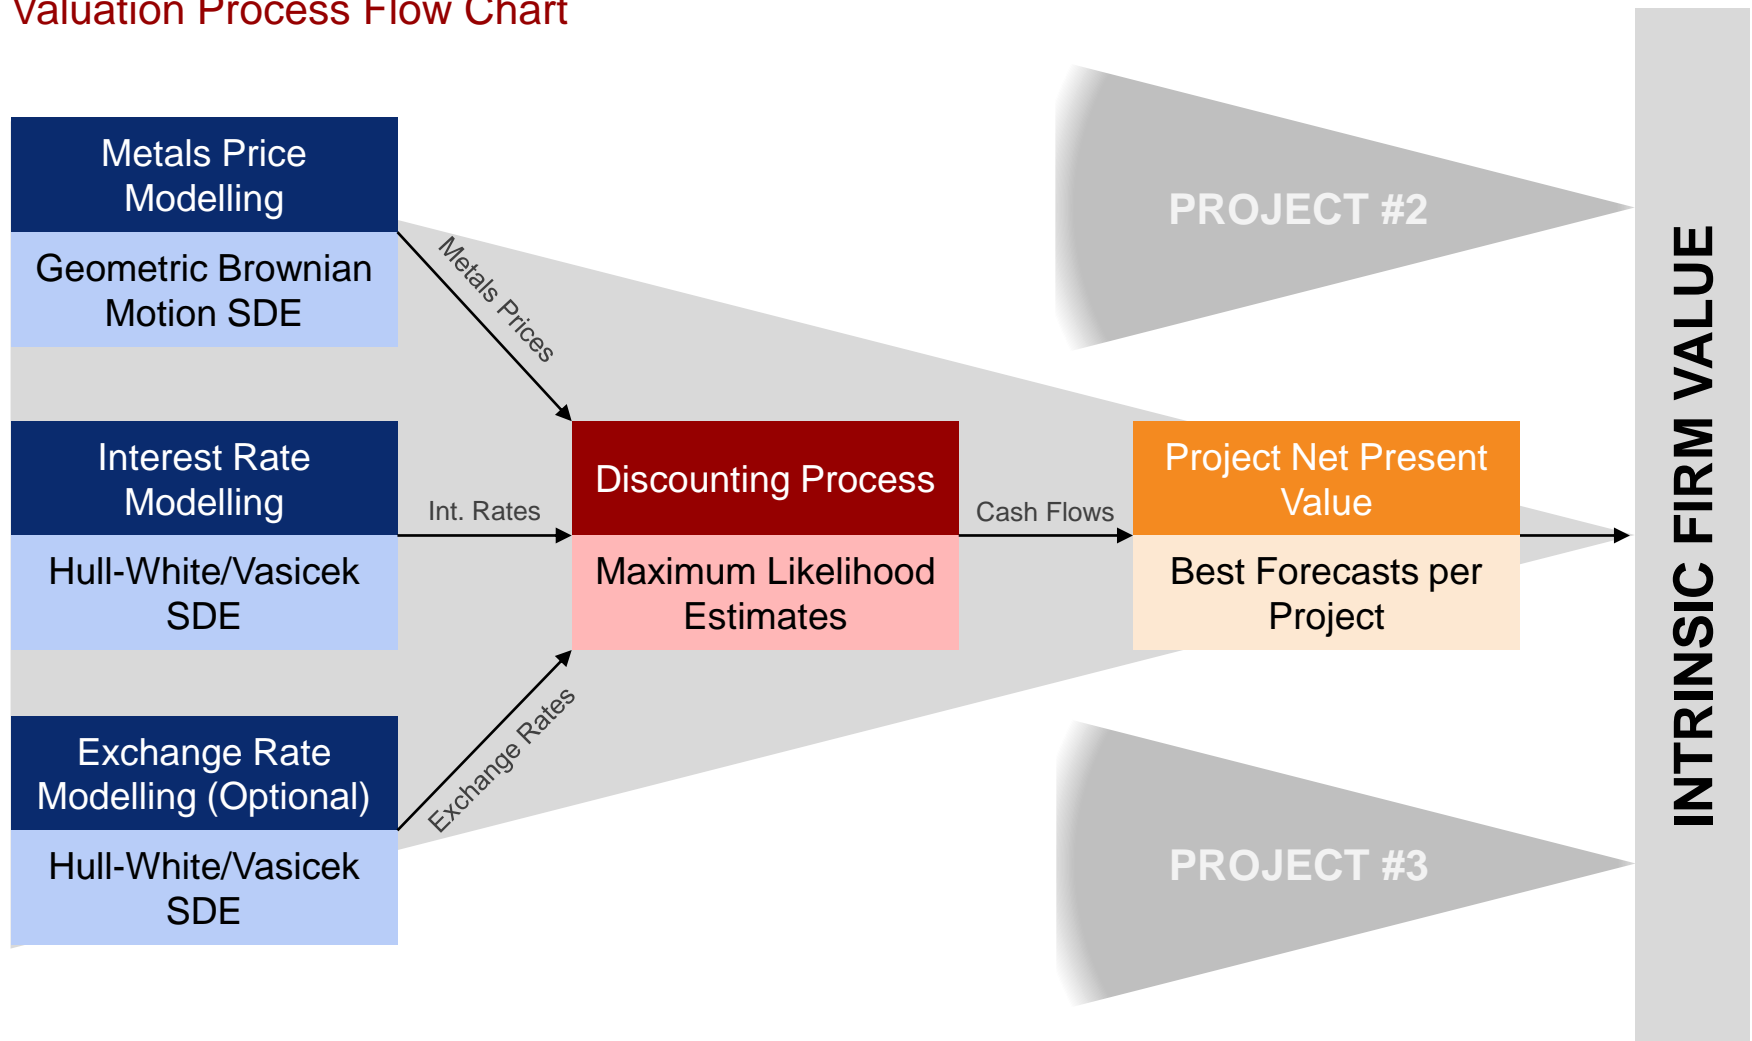 Valuation Process Flow Chart
Metals Price
Modelling
Geometric Brownian
Motion SDE
Metals Prices
Interest Rate
Modelling
Hull-White/Vasicek
SDE
Int. Rates
Exchange Rate
Modelling (Optional)
Hull-White/Vasicek
SDE
Exchange Rates
Discounting Process
Maximum Likelihood
Estimates
Cash Flows
Project Net Present
Value
Best Forecasts per
Project
PROJECT #2
PROJECT #3
INTRINSIC FIRM VALUE